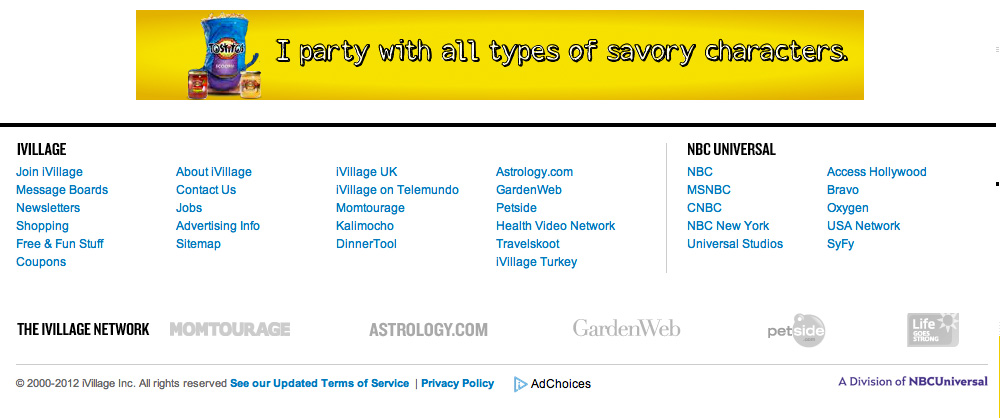 TOSTITOS
SCOOPS!
I party with all types of savory characters.
IVILLAGE
Join iVillage
Message Boards
Newsletters
Shopping
Free & Fun Stuff
Coupons
About iVillage
Contact Us
Jobs
Advertising Info
Sitemap
iVillage UK
iVillage on Telemundo
Momtourage
Kalimocho
DinnerTool
Astrology.com
GardenWeb
Petside
Health Video Network
Travelskoot
iVillage Turkey
NBC UNIVERSAL
NBC
MSNBC
CNBC
NBC New York
Universal Studios
Access Hollywood
Bravo
Oxygen
USA Network
SyFy
THE IVILLAGE NETWORK MOMTOURAGE ASTROLOGY.COM GardenWeb petside .com Life GOES STRONG
© 2000-2012 iVillage Inc. All rights reserved See our Updated Terms of Service | Privacy Policy AdChoices A Division of NBCUniversal